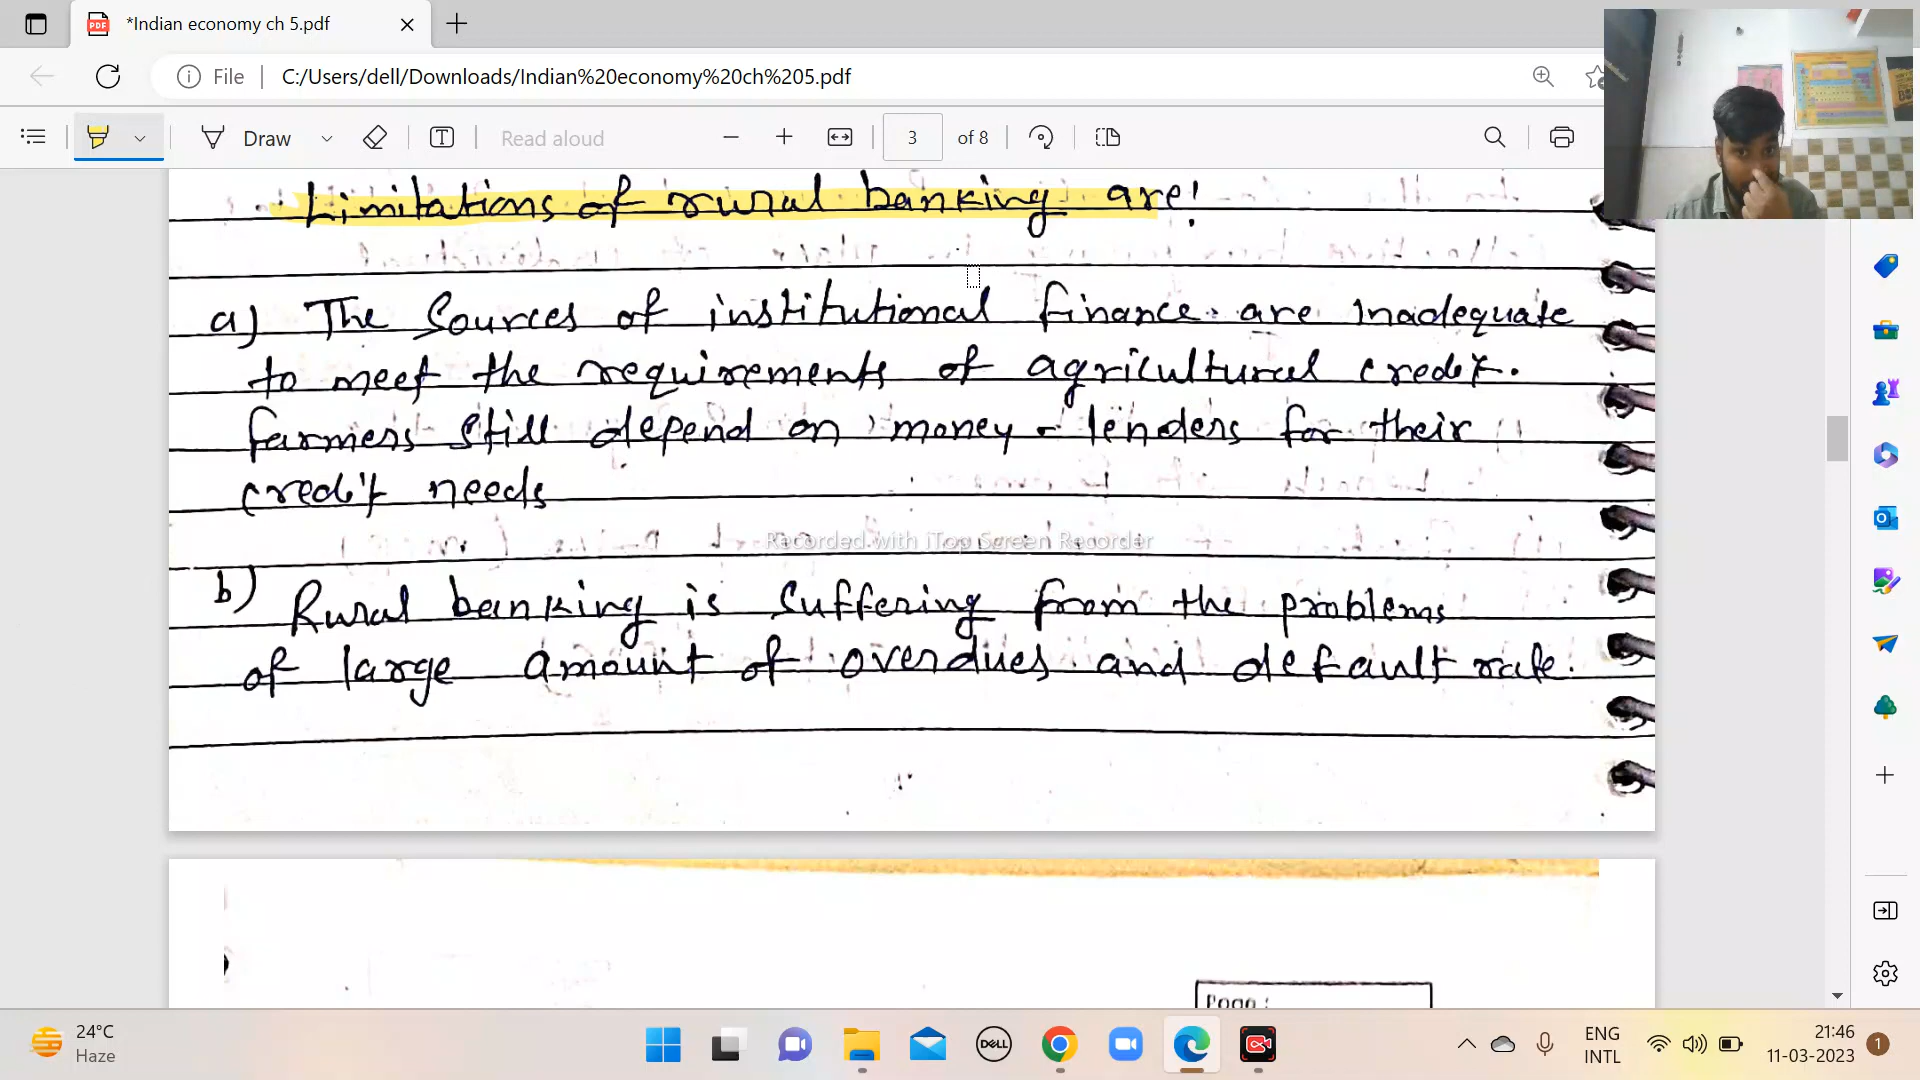 *Indian economy ch 5.pdf
File
C:/Users/dell/Downloads/Indian%20economy%20ch%205.pdf
Draw
Read aloud
3 of 8
Limitations of rural banking are!
a) The Sources of institutional finance are inadequate
to meet the requirements of agricultural credit.
farmers still depend on money-lenders for their
credit needs
Recorded with iTop Screen Recorder
b) Rural banking is suffering from the problems
of large amount of overdues and default rate.
Page :
24°C
Haze
DELL
ENG
INTL
21:46
11-03-2023
1